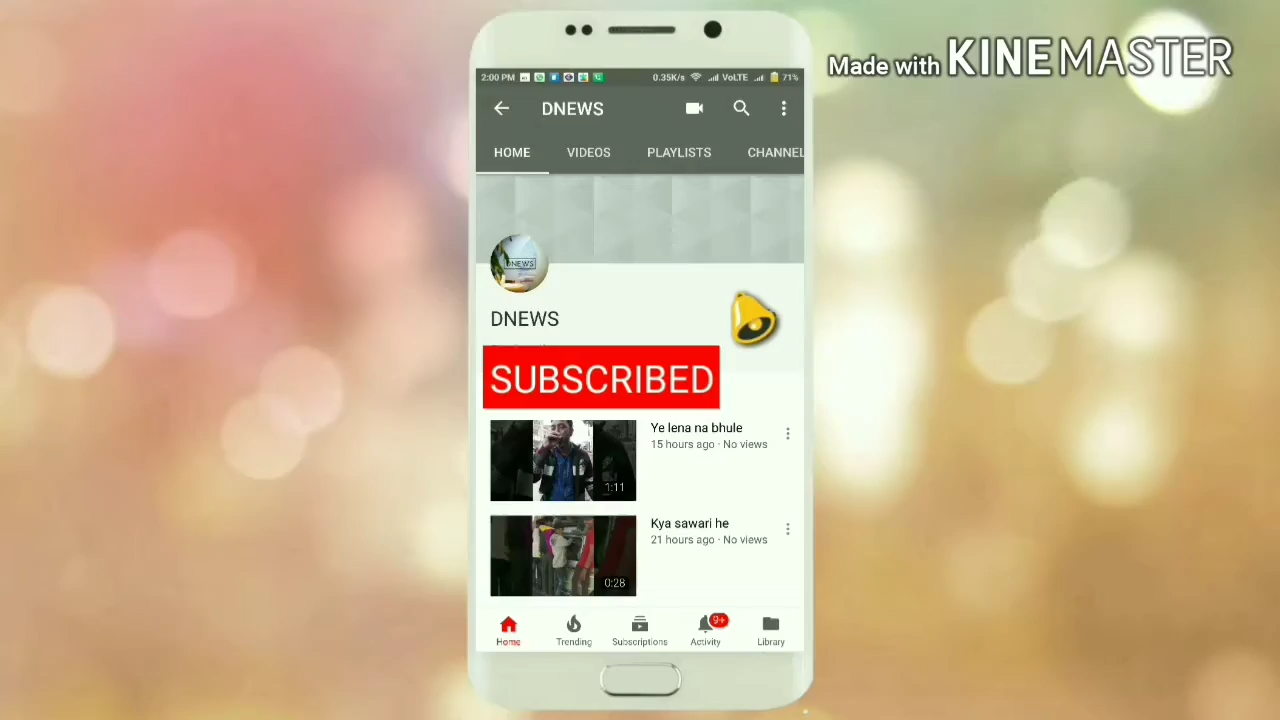 Made with KINEMASTER
2:00 PM 0.35K/s VoLTE 71%
DNEWS
HOME VIDEOS PLAYLISTS CHANNEL
DNEWS
DNEWS
SUBSCRIBED
Ye lena na bhule
15 hours ago · No views
1:11
Kya sawari he
21 hours ago · No views
0:28
9+
Home Trending Subscriptions Activity Library